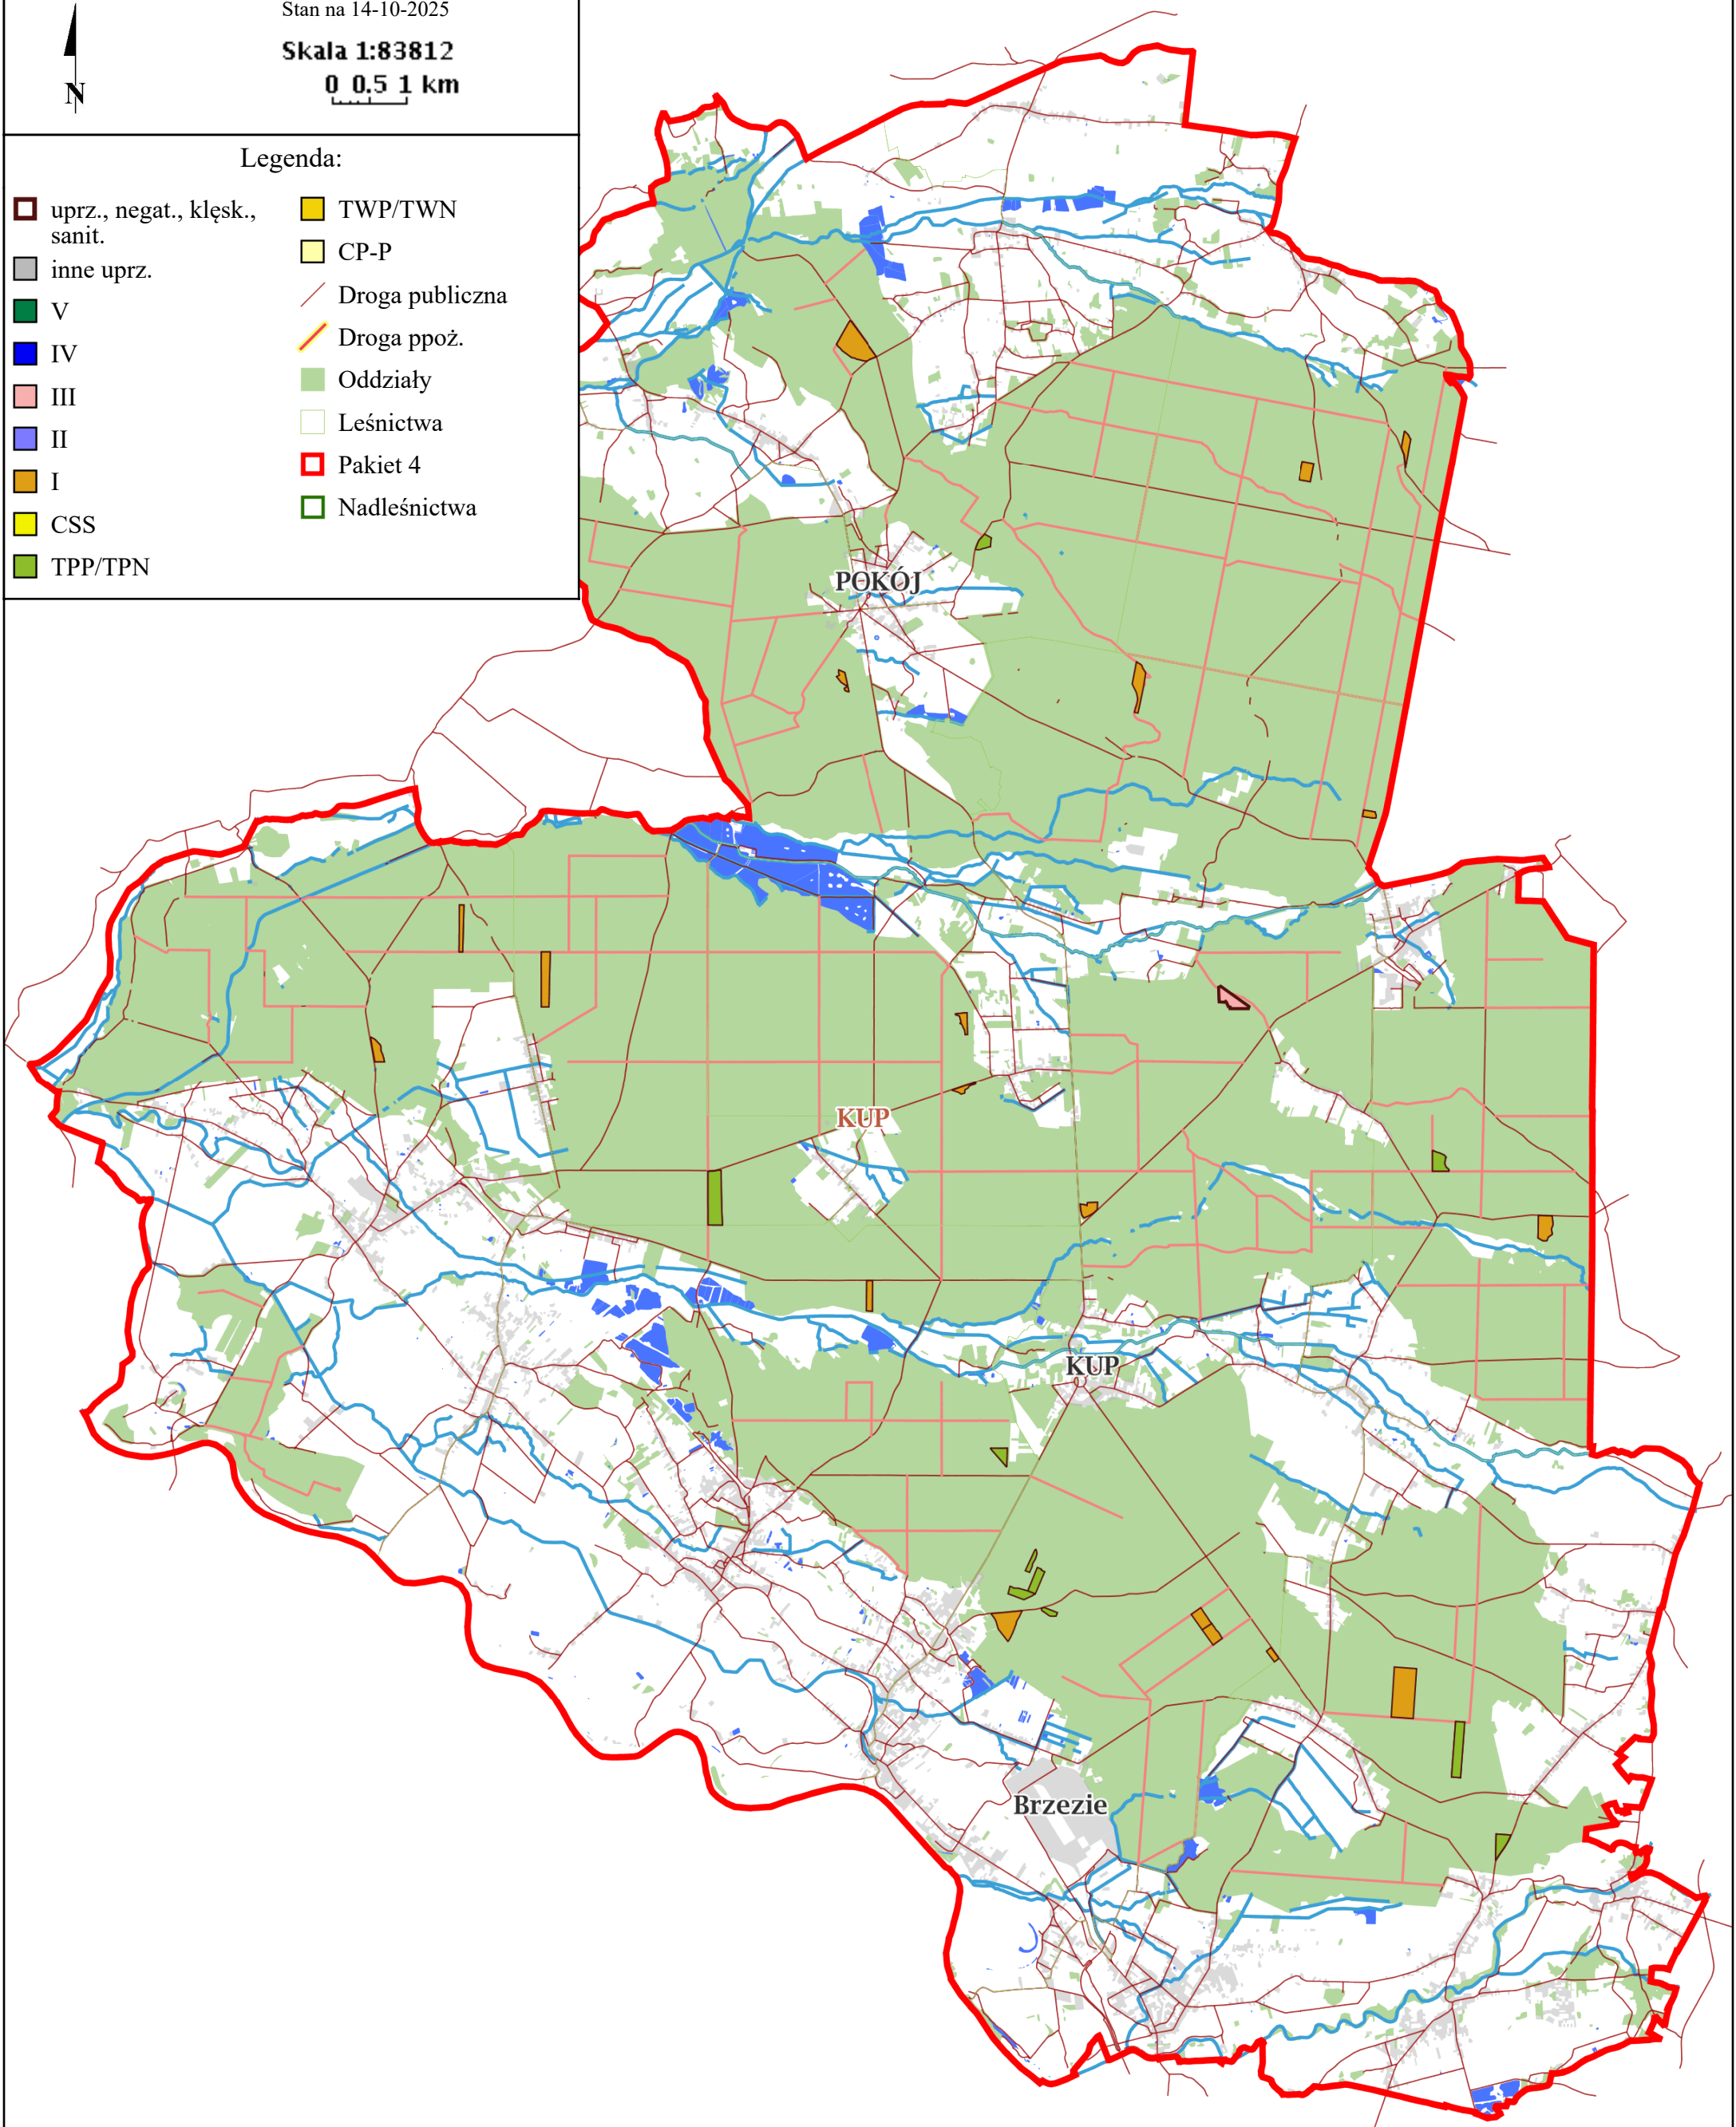 Stan na 14-10-2025
Skala 1:83812
0 0.5 1 km
N
Legenda:
uprz., negat., klęsk.,
sanit.
inne uprz.
V
IV
III
II
I
CSS
TPP/TPN
TWP/TWN
CP-P
Droga publiczna
Droga ppoż.
Oddziały
Leśnictwa
Pakiet 4
Nadleśnictwa
POKÓJ
KUP
KUP
Brzezie